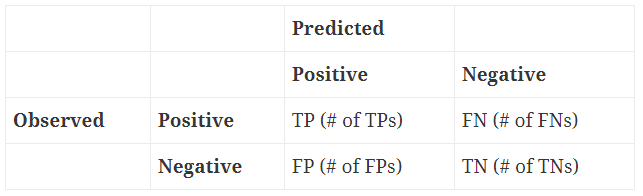 Predicted
Positive Negative
Observed Positive TP (# of TPs) FN (# of FNs)
Negative FP (# of FPs) TN (# of TNs)